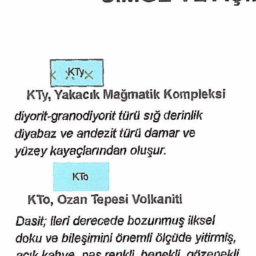 KTy
KTy, Yakacık Mağmatik Kompleksi
diyorit-granodiyorit türü sığ derinlik
diyabaz ve andezit türü damar ve
yüzey kayaçlarından oluşur.
KTo
KTo, Ozan Tepesi Volkaniti
Dasit; ileri derecede bozunmuş ilksel
doku ve bileşimini önemli ölçüde yitirmiş,
açık kahve, pas renkli, benekli, gözenekli